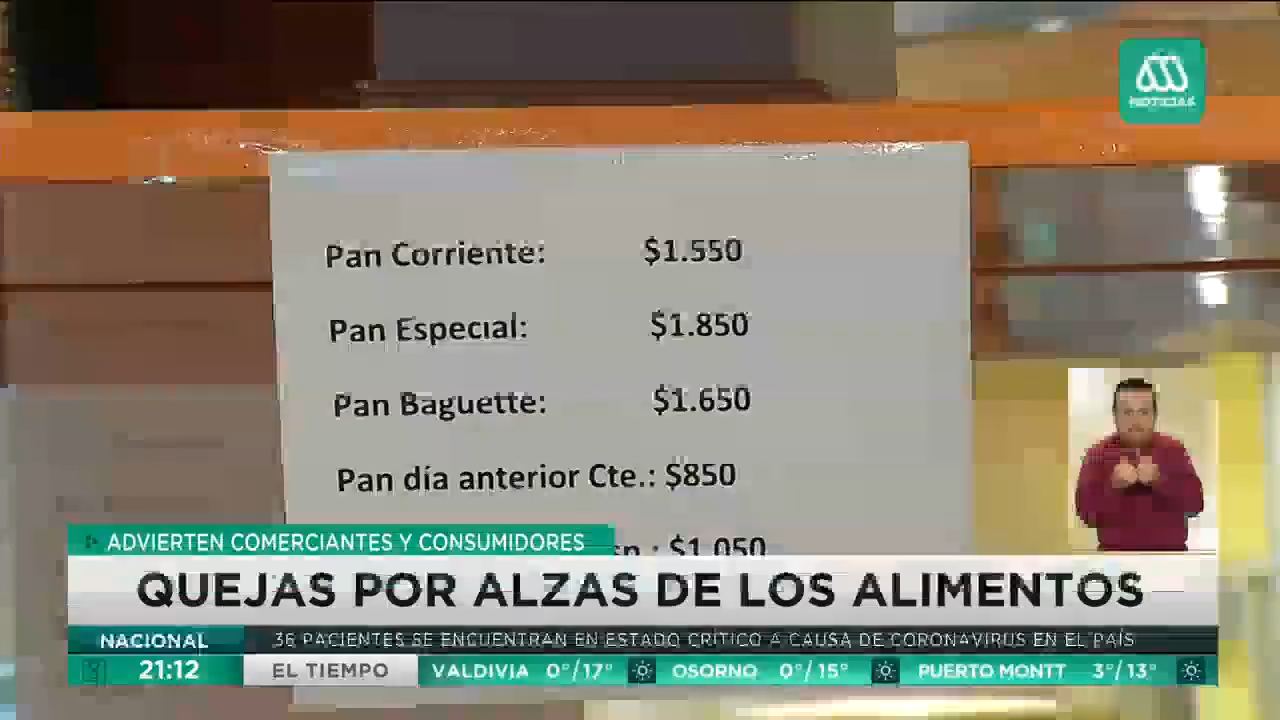 NOTICIAS
Pan Corriente: $1.550
Pan Especial: $1.850
Pan Baguette: $1.650
Pan día anterior Cte.: $850
sp.: $1.050
ADVIERTEN COMERCIANTES Y CONSUMIDORES
QUEJAS POR ALZAS DE LOS ALIMENTOS
NACIONAL 36 PACIENTES SE ENCUENTRAN EN ESTADO CRÍTICO A CAUSA DE CORONAVIRUS EN EL PAÍS
21:12 EL TIEMPO VALDIVIA 0°/17° OSORNO 0°/15° PUERTO MONTT 3°/13°